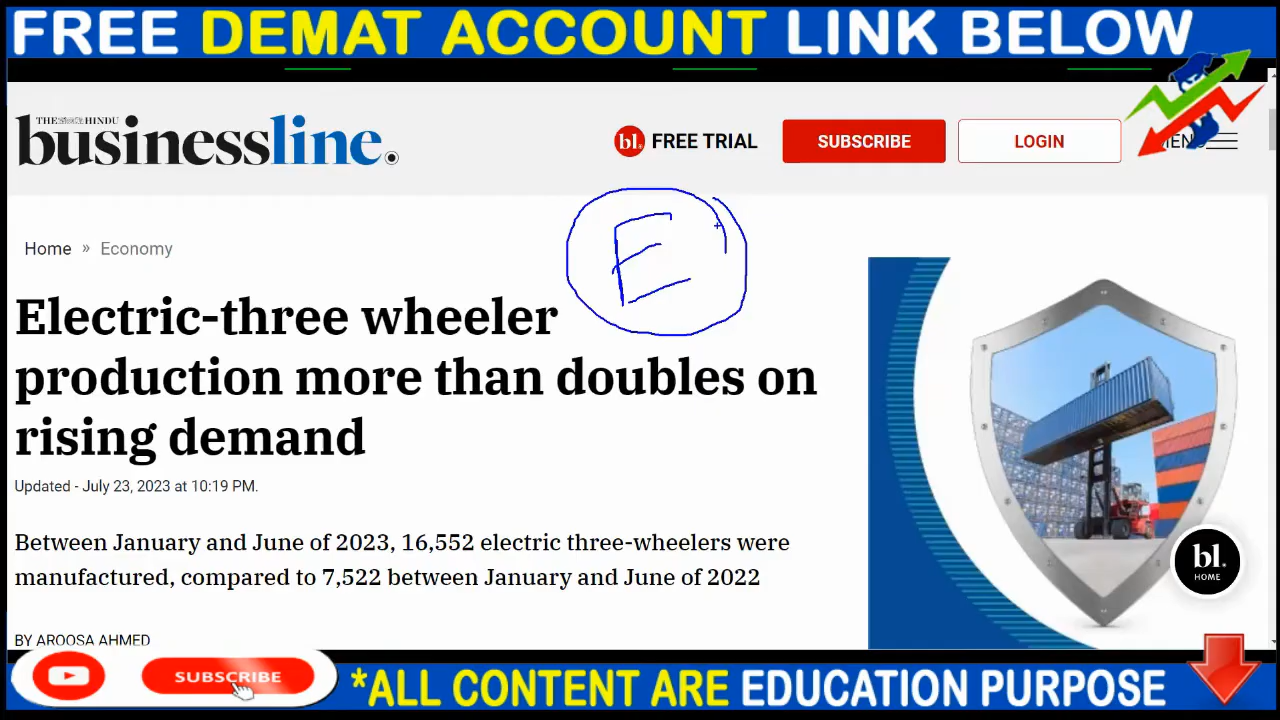 FREE DEMAT ACCOUNT LINK BELOW
THE HINDU
businessline.
bl. FREE TRIAL
SUBSCRIBE
LOGIN
E
Home » Economy
Electric-three wheeler
production more than doubles on
rising demand
Updated - July 23, 2023 at 10:19 PM.
Between January and June of 2023, 16,552 electric three-wheelers were
manufactured, compared to 7,522 between January and June of 2022
BY AROOSA AHMED
bl.
HOME
SUBSCRIBE
*ALL CONTENT ARE EDUCATION PURPOSE